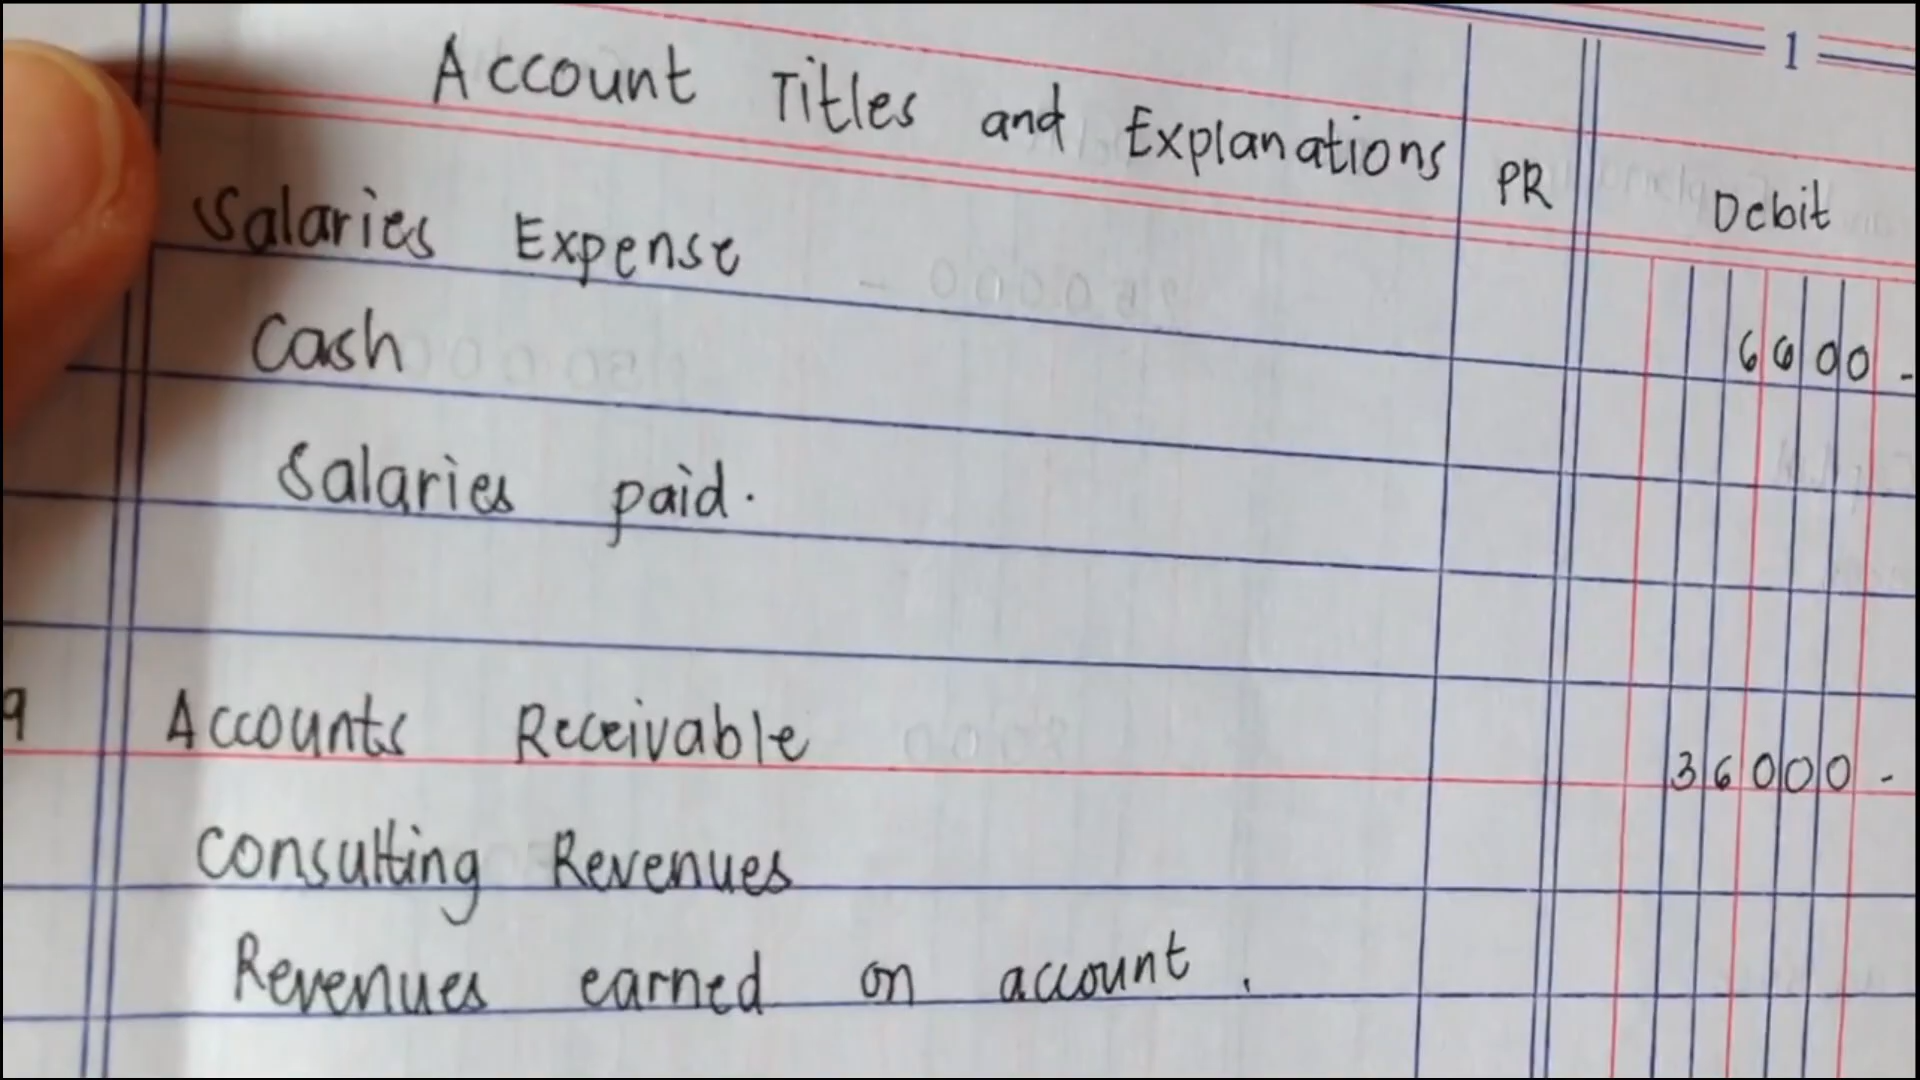 1
Account Titles and Explanations PR Debit
Salaries Expense 6600 -
Cash
Salaries paid.
9 Accounts Receivable 36000 -
Consulting Revenues
Revenues earned on account.